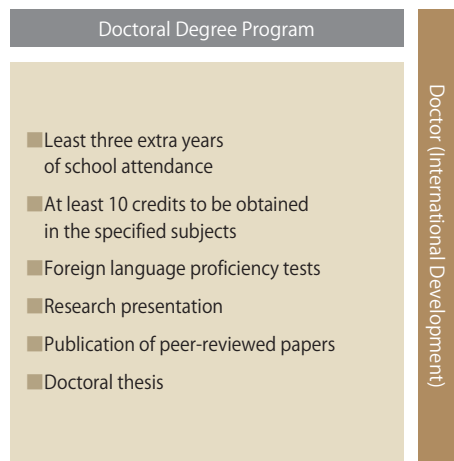 Doctoral Degree Program
■Least three extra years
of school attendance
■At least 10 credits to be obtained
in the specified subjects
■Foreign language proficiency tests
■Research presentation
■Publication of peer-reviewed papers
■Doctoral thesis
Doctor (International Development)